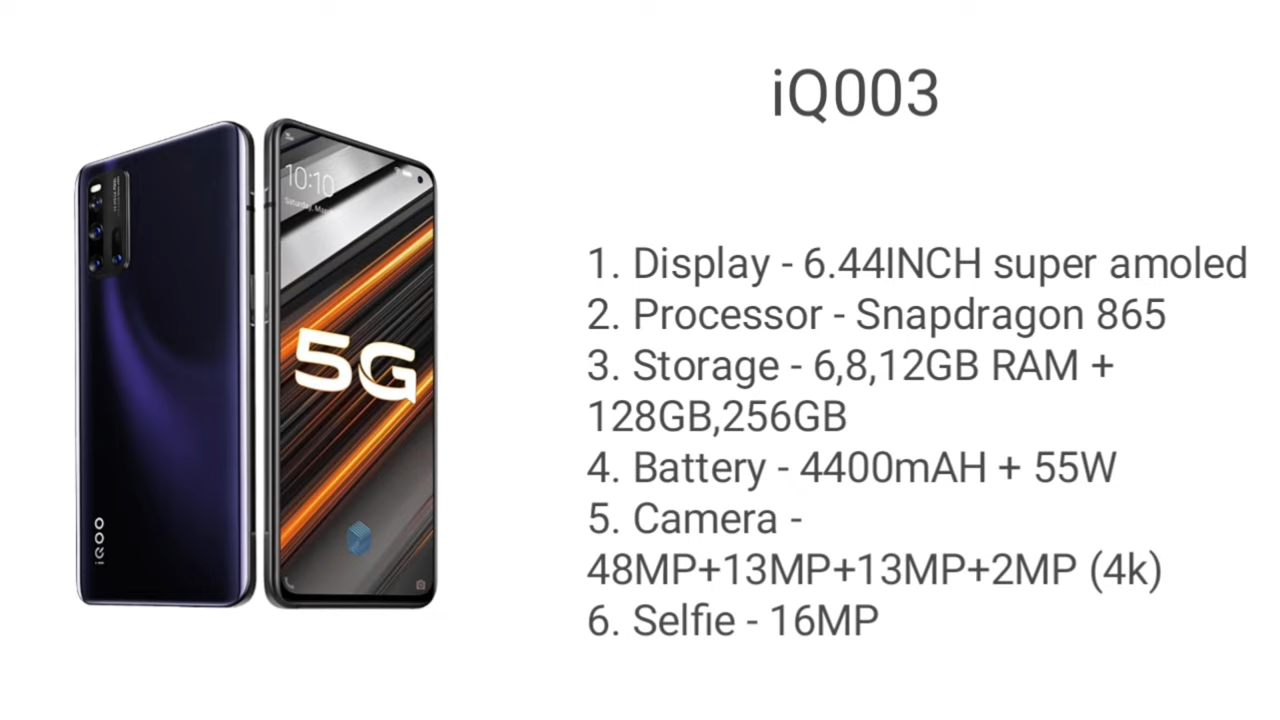 iQ003
10:10
5G
iQOO
1. Display - 6.44INCH super amoled
2. Processor - Snapdragon 865
3. Storage - 6,8,12GB RAM +
128GB,256GB
4. Battery - 4400mAH + 55W
5. Camera -
48MP+13MP+13MP+2MP (4k)
6. Selfie - 16MP